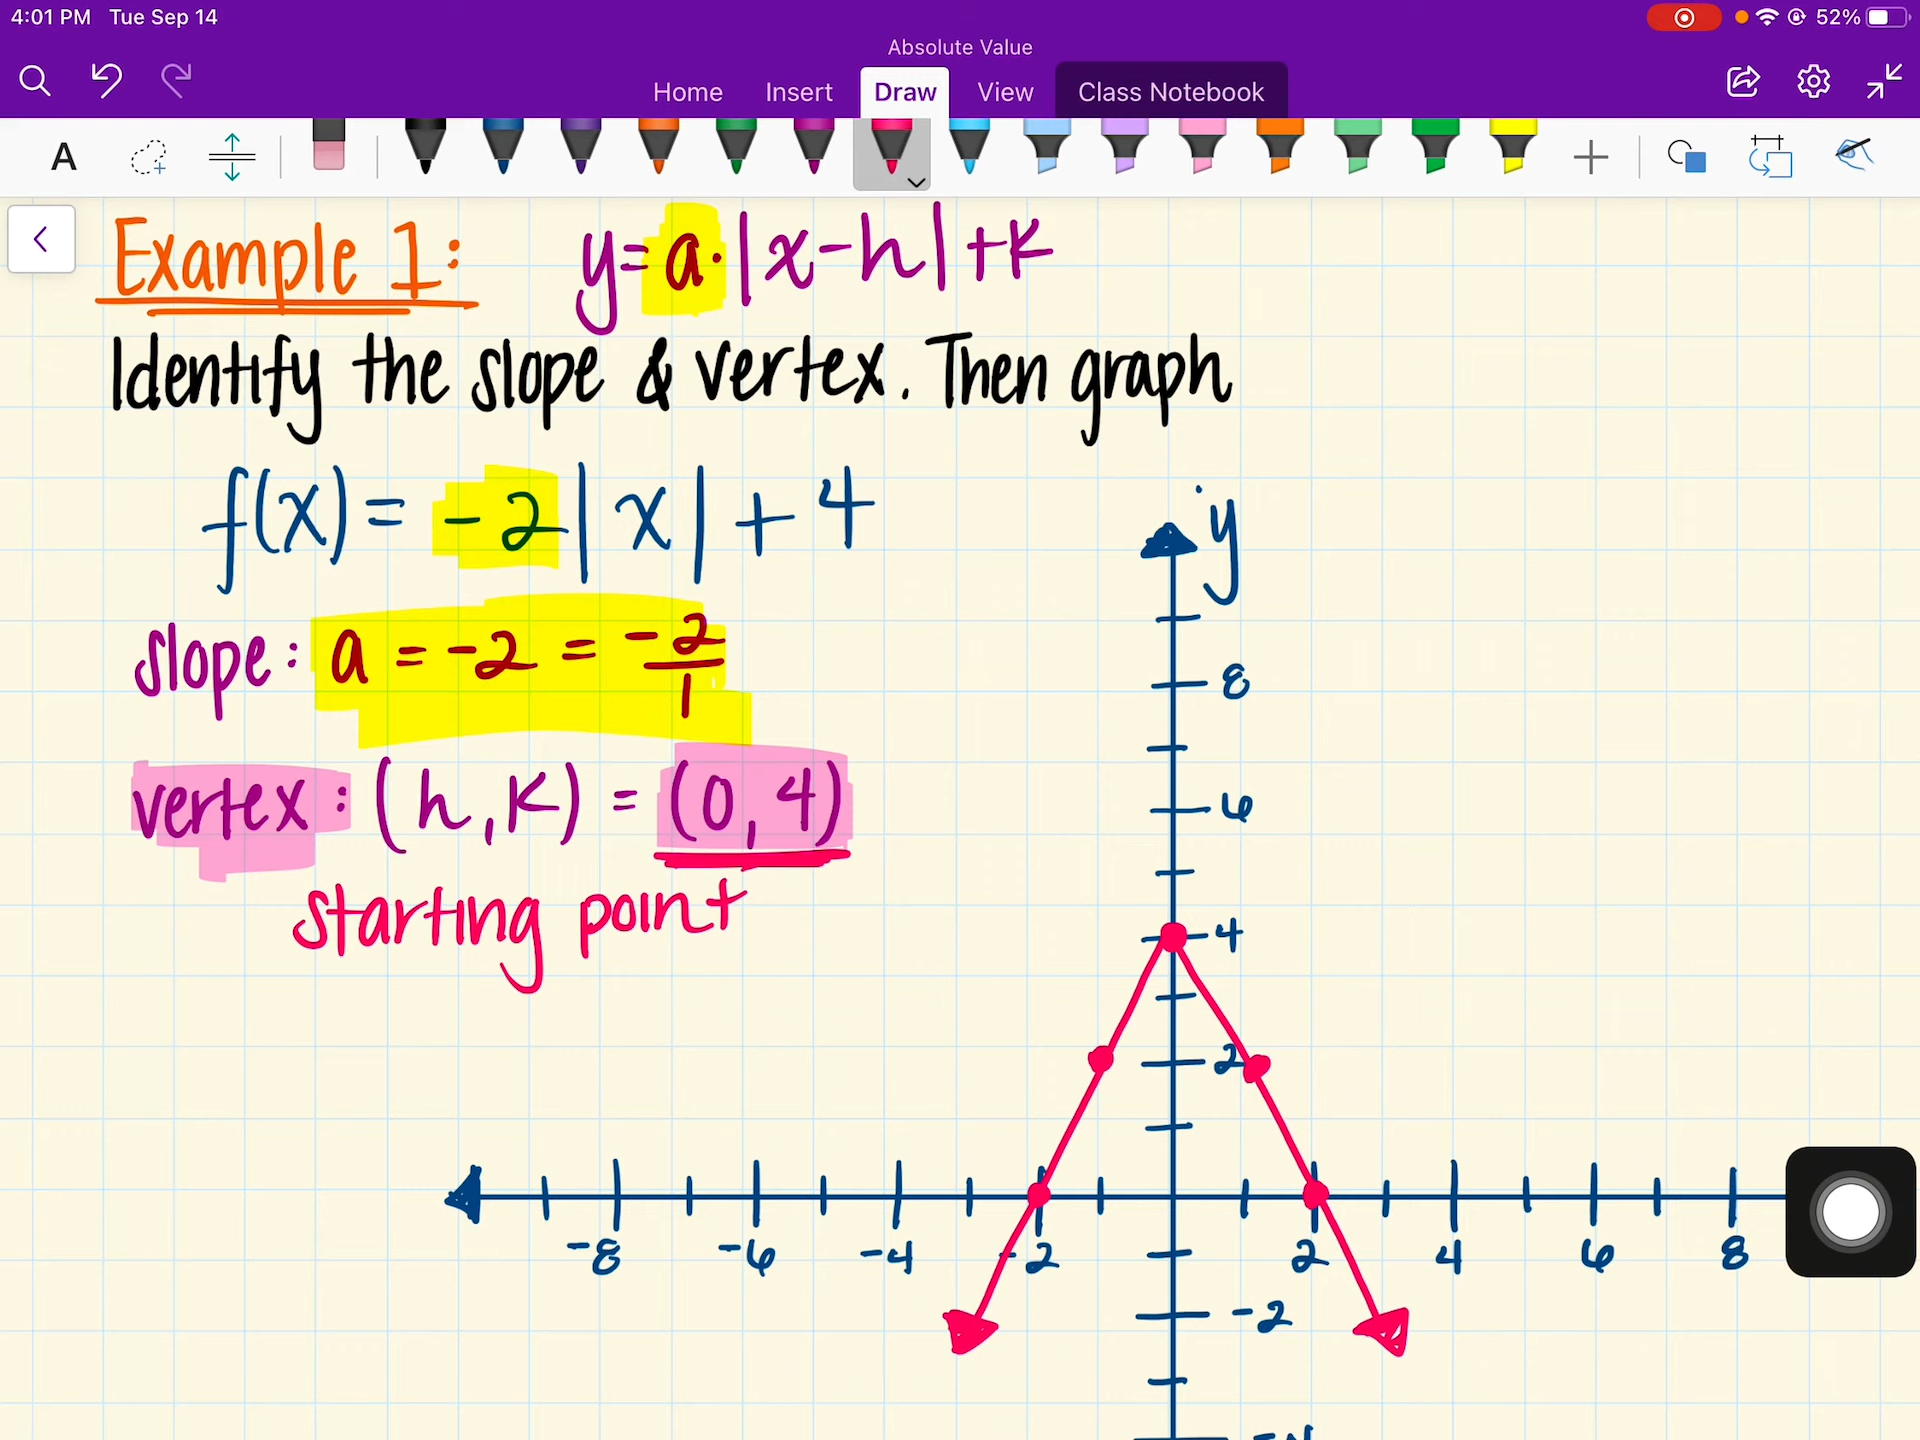 4:01 PM Tue Sep 14 52%
Absolute Value
Home Insert Draw View Class Notebook
A
Example 1: y=a·|x-h|+k
Identify the slope & vertex. Then graph
f(x) = -2|x|+4
slope: a = -2 = -2/1
vertex: (h,k) = (0,4)
starting point
y
8
6
4
2
-8 -6 -4 -2 2 4 6 8
-2